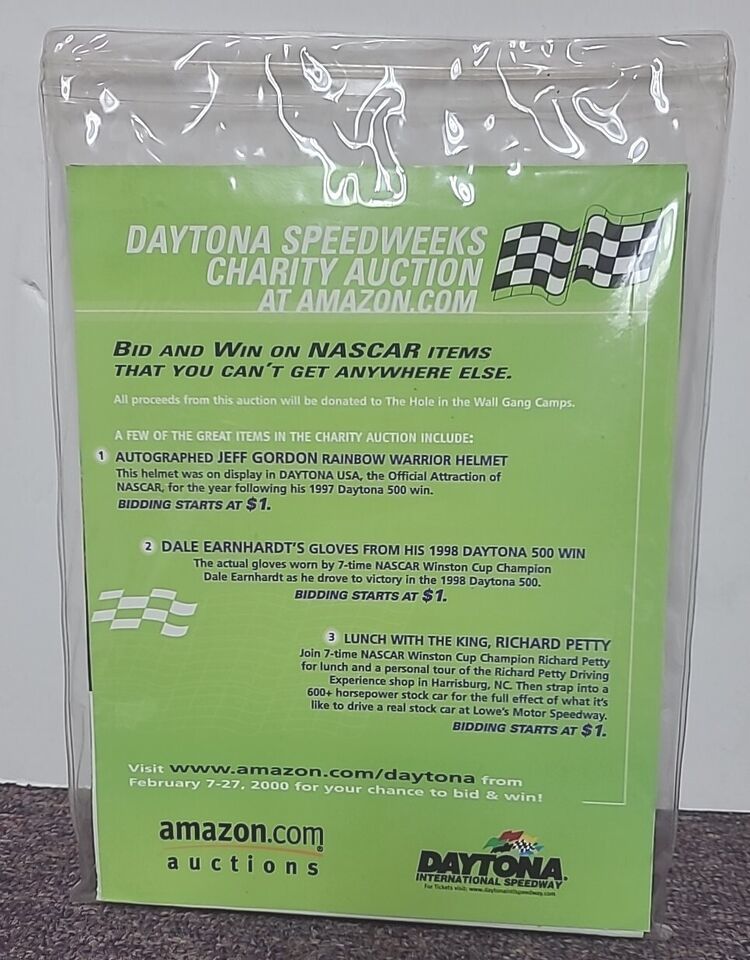 DAYTONA SPEEDWEEKS
CHARITY AUCTION
AT AMAZON.COM
BID AND WIN ON NASCAR ITEMS
THAT YOU CAN'T GET ANYWHERE ELSE.
All proceeds from this auction will be donated to The Hole in the Wall Gang Camps.
A FEW OF THE GREAT ITEMS IN THE CHARITY AUCTION INCLUDE:
1 AUTOGRAPHED JEFF GORDON RAINBOW WARRIOR HELMET
This helmet was on display in DAYTONA USA, the Official Attraction of
NASCAR, for the year following his 1997 Daytona 500 win.
BIDDING STARTS AT $1.
2 DALE EARNHARDT'S GLOVES FROM HIS 1998 DAYTONA 500 WIN
The actual gloves worn by 7-time NASCAR Winston Cup Champion
Dale Earnhardt as he drove to victory in the 1998 Daytona 500.
BIDDING STARTS AT $1.
3 LUNCH WITH THE KING, RICHARD PETTY
Join 7-time NASCAR Winston Cup Champion Richard Petty
for lunch and a personal tour of the Richard Petty Driving
Experience shop in Harrisburg, NC. Then strap into a
600+ horsepower stock car for the full effect of what it's
like to drive a real stock car at Lowe's Motor Speedway.
BIDDING STARTS AT $1.
Visit www.amazon.com/daytona from
February 7-27, 2000 for your chance to bid & win!
amazon.com®
auctions
DAYTONA®
INTERNATIONAL SPEEDWAY
For tickets visit: www.daytonaintlspeedway.com